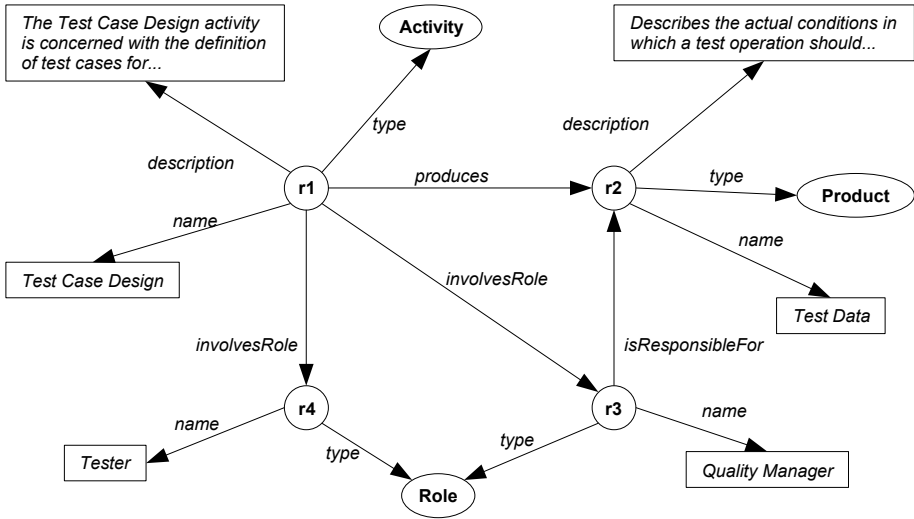 The Test Case Design activity
is concerned with the definition
of test cases for...
Activity
Describes the actual conditions in
which a test operation should...
type
description
description
r1
produces
r2
type
Product
name
name
Test Case Design
involvesRole
Test Data
involvesRole
isResponsibleFor
r4
r3
name
name
Tester
type
type
Quality Manager
Role